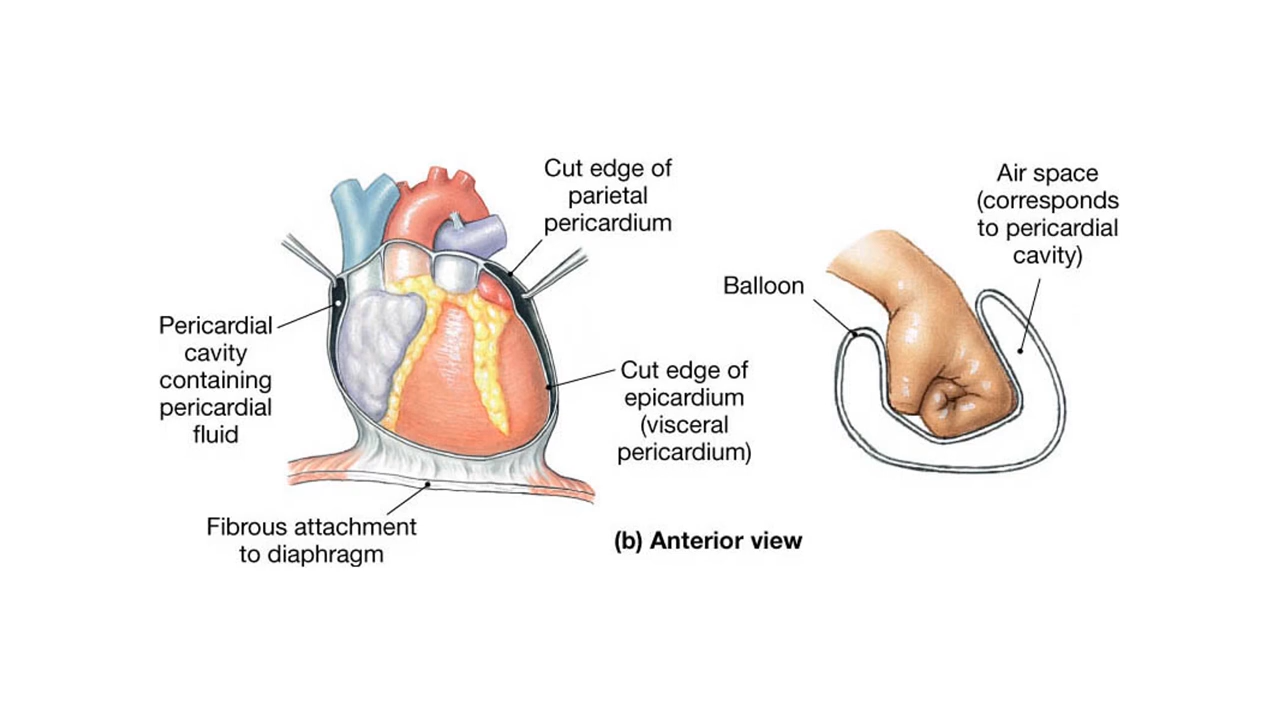 Cut edge of
parietal
pericardium
Air space
(corresponds
to pericardial
cavity)
Balloon
Pericardial
cavity
containing
pericardial
fluid
Cut edge of
epicardium
(visceral
pericardium)
Fibrous attachment
to diaphragm
(b) Anterior view